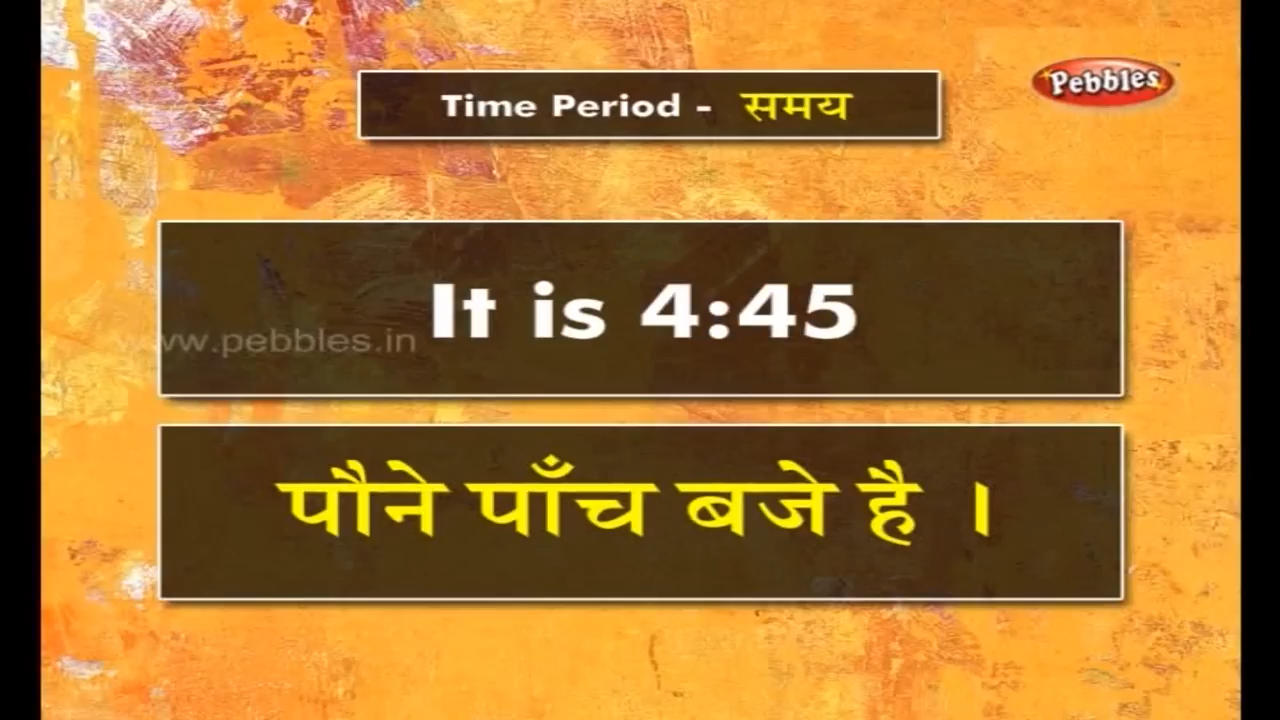 Time Period - समय
Pebbles
It is 4:45
www.pebbles.in
पौने पाँच बजे है ।